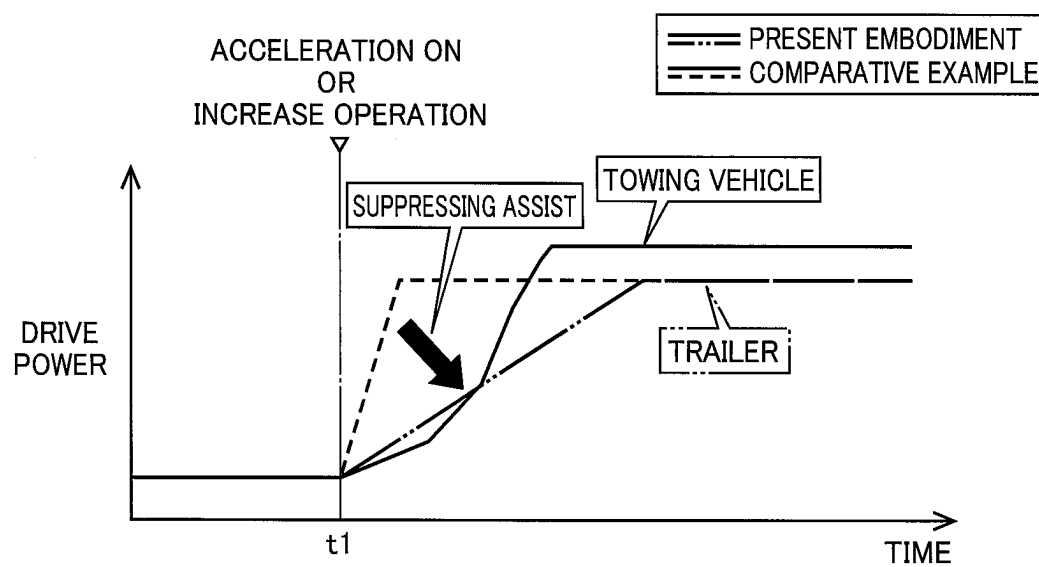 ACCELERATION ON
OR
INCREASE OPERATION
PRESENT EMBODIMENT
COMPARATIVE EXAMPLE
SUPPRESSING ASSIST
TOWING VEHICLE
TRAILER
DRIVE
POWER
t1
TIME